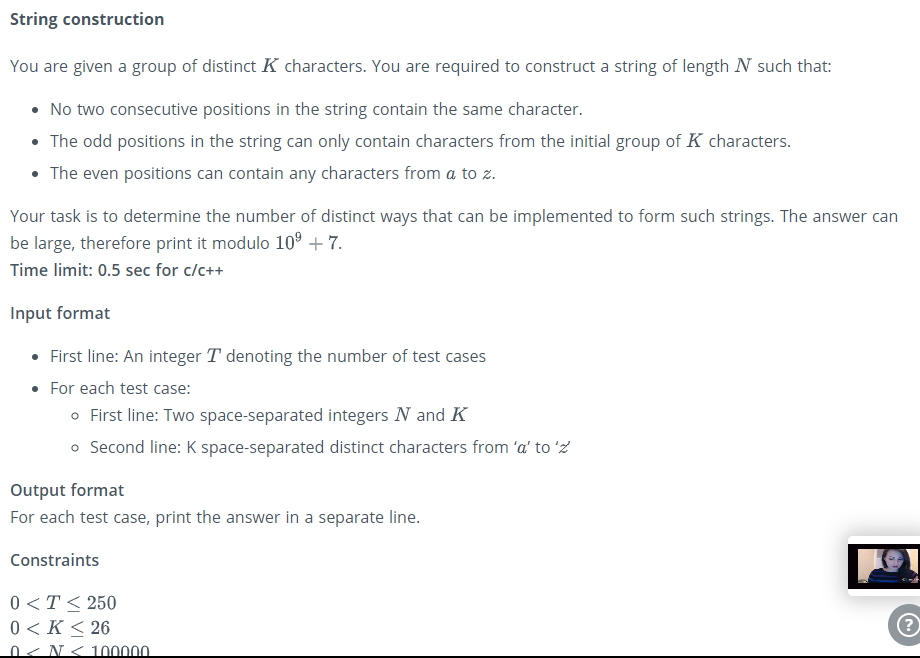 String construction
You are given a group of distinct K characters. You are required to construct a string of length N such that:
• No two consecutive positions in the string contain the same character.
• The odd positions in the string can only contain characters from the initial group of K characters.
• The even positions can contain any characters from a to z.
Your task is to determine the number of distinct ways that can be implemented to form such strings. The answer can
be large, therefore print it modulo 10⁹ + 7.
Time limit: 0.5 sec for c/c++
Input format
• First line: An integer T denoting the number of test cases
• For each test case:
◦ First line: Two space-separated integers N and K
◦ Second line: K space-separated distinct characters from ‘a’ to ‘z’
Output format
For each test case, print the answer in a separate line.
Constraints
0 < T ≤ 250
0 < K ≤ 26
0 < N ≤ 100000
?